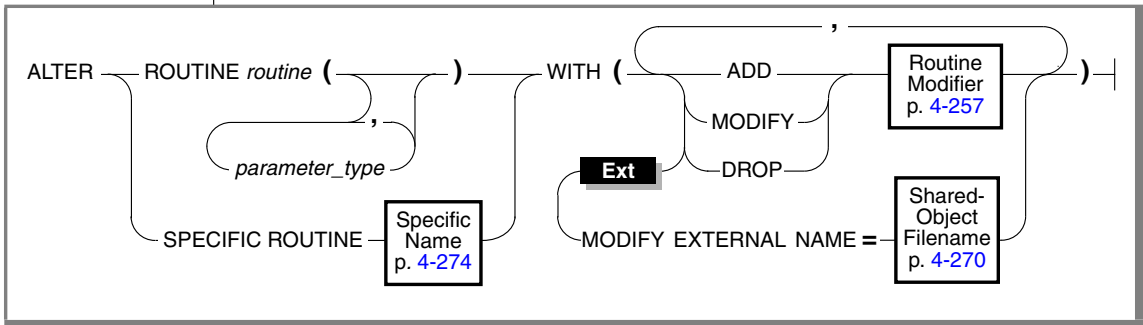 ,
ALTER ROUTINE routine ( ) WITH ( ADD Routine Modifier p. 4-257 )
, MODIFY
parameter_type Ext DROP
SPECIFIC ROUTINE Specific Name p. 4-274 MODIFY EXTERNAL NAME = Shared-Object Filename p. 4-270